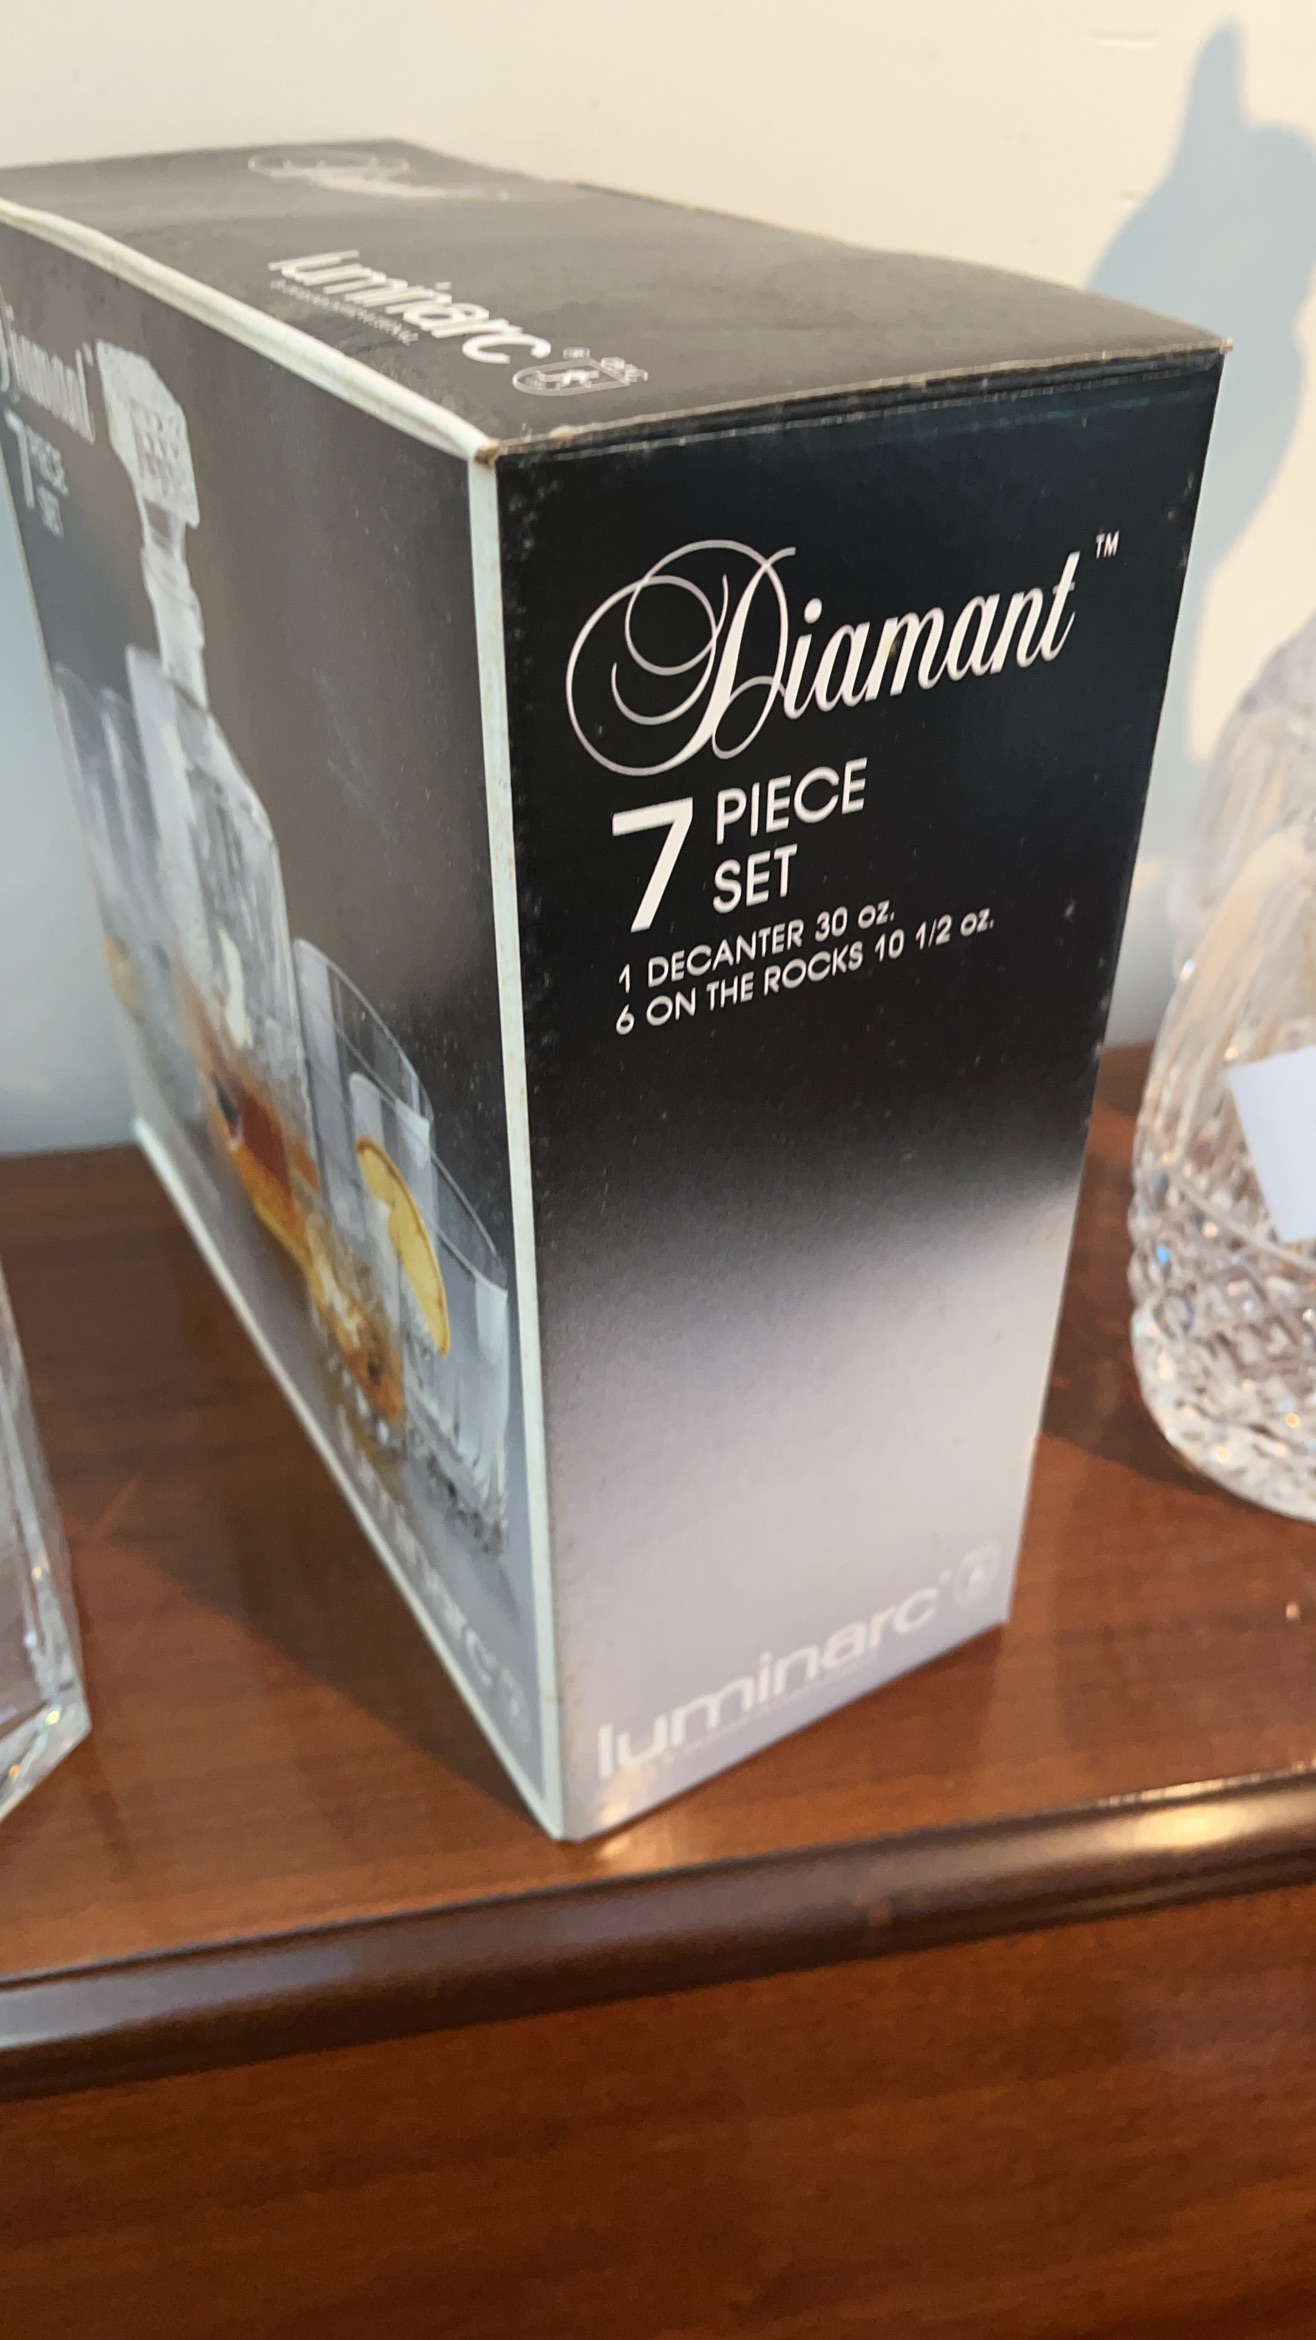 luminarc
Diamant
7 PIECE
SET
Diamant™
7 PIECE
SET
1 DECANTER 30 oz.
6 ON THE ROCKS 10 1/2 oz.
luminarc
luminarc